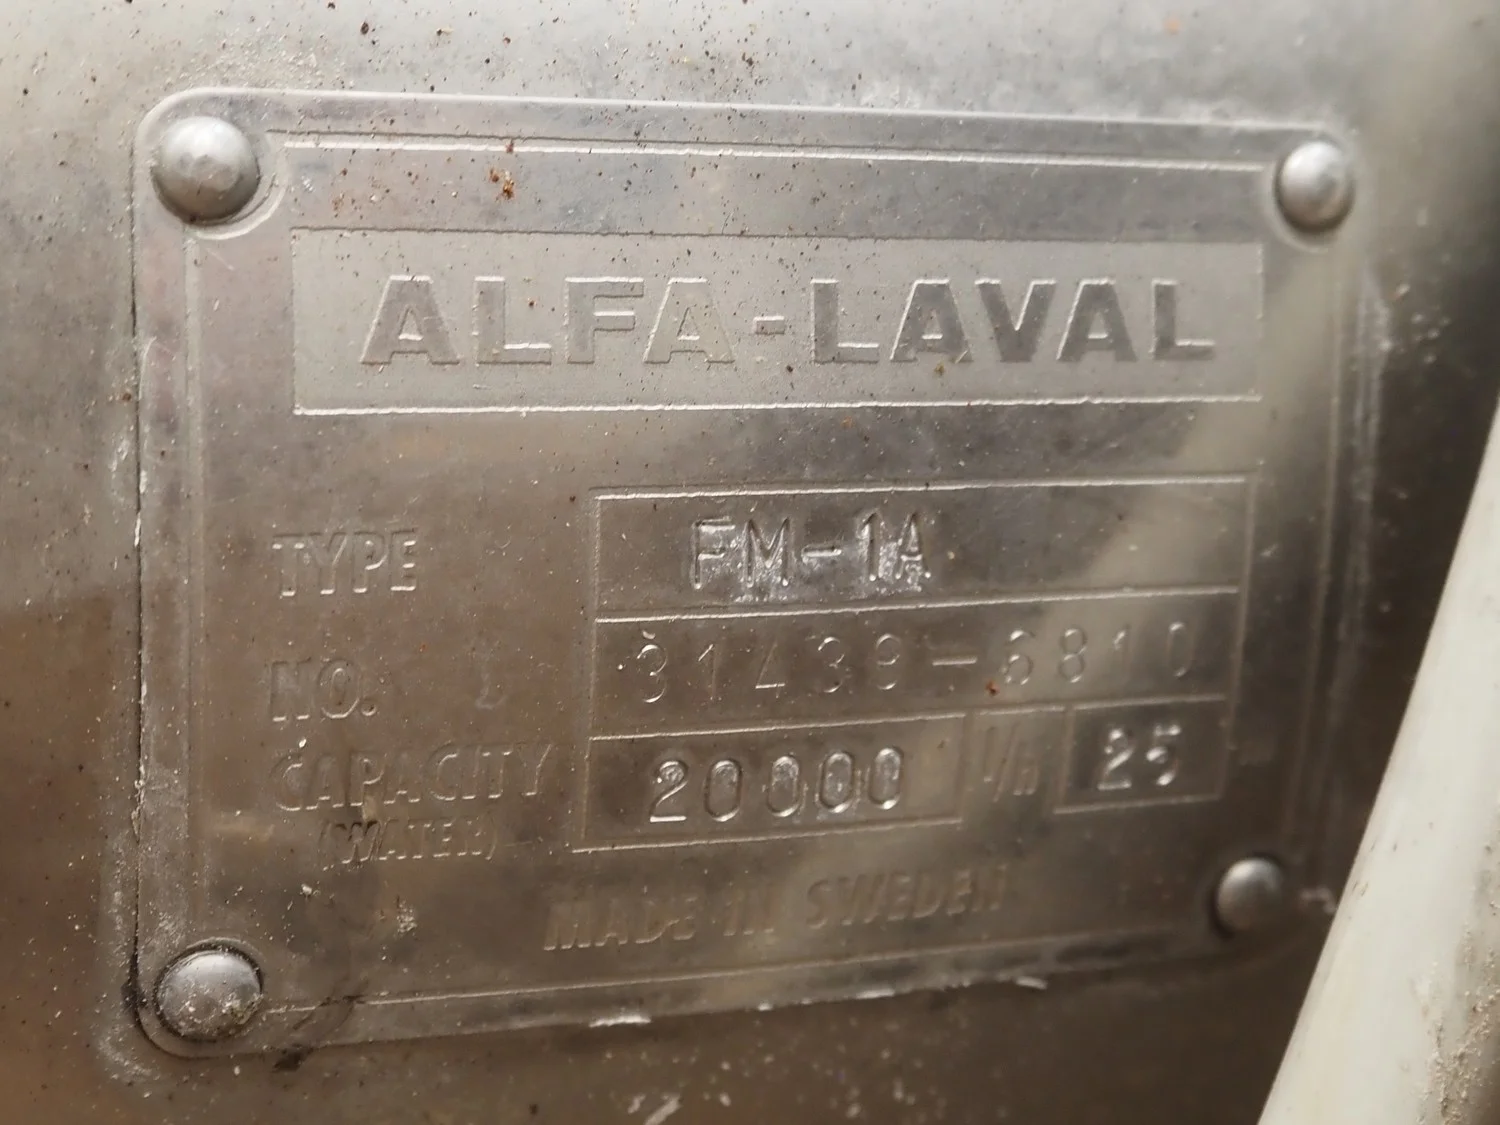 ALFA-LAVAL
TYPE FM-1A
NO. 31439-6810
CAPACITY 20000 l/h 25
(WATER)
MADE IN SWEDEN